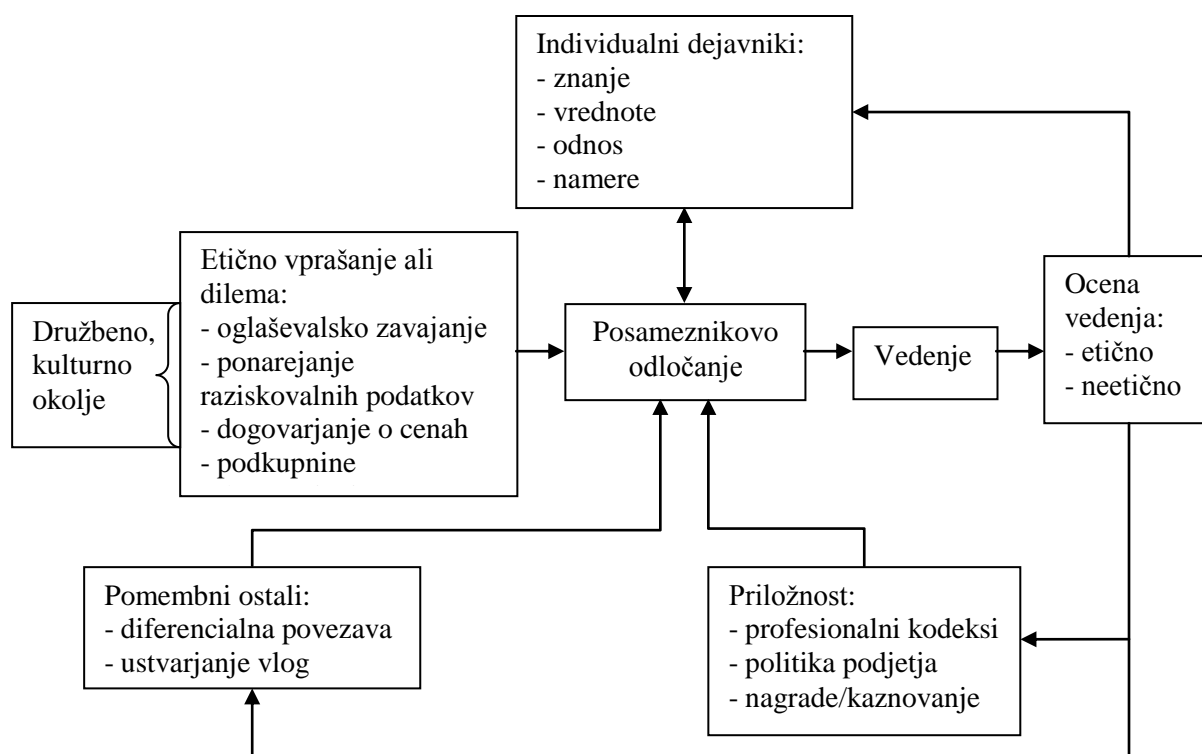 Individualni dejavniki:
- znanje
- vrednote
- odnos
- namere
Etično vprašanje ali
dilema:
- oglaševalsko zavajanje
- ponarejanje
raziskovalnih podatkov
- dogovarjanje o cenah
- podkupnine
Družbeno,
kulturno
okolje
Posameznikovo
odločanje
Vedenje
Ocena
vedenja:
- etično
- neetično
Pomembni ostali:
- diferencialna povezava
- ustvarjanje vlog
Priložnost:
- profesionalni kodeksi
- politika podjetja
- nagrade/kaznovanje